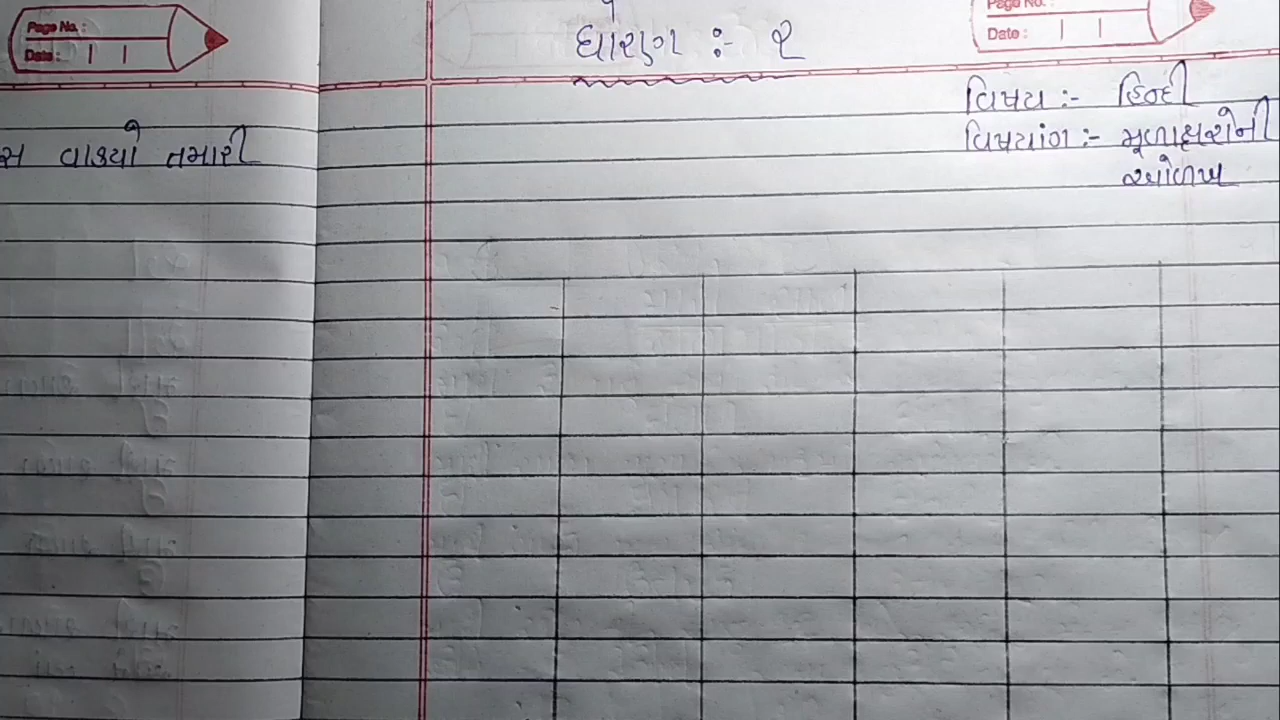 Page No. :
Date :
સ વાક્યો તમારી
ધોરણ :- ૨
Page No. :
Date :
વિષય :- હિન્દી
વિષયાંગ :- મૂળાક્ષરોની
ઓળખ